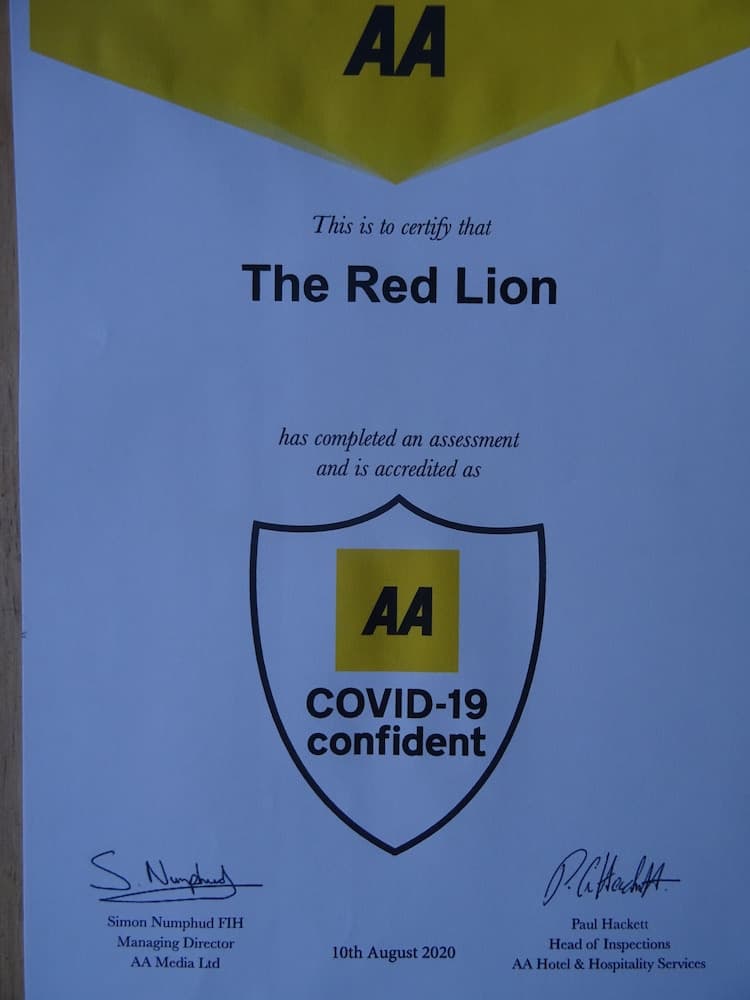 AA
This is to certify that
The Red Lion
has completed an assessment
and is accredited as
AA
COVID-19
confident
S. Numphud
P. G. Hackett
Simon Numphud FIH
Managing Director
AA Media Ltd
10th August 2020
Paul Hackett
Head of Inspections
AA Hotel & Hospitality Services